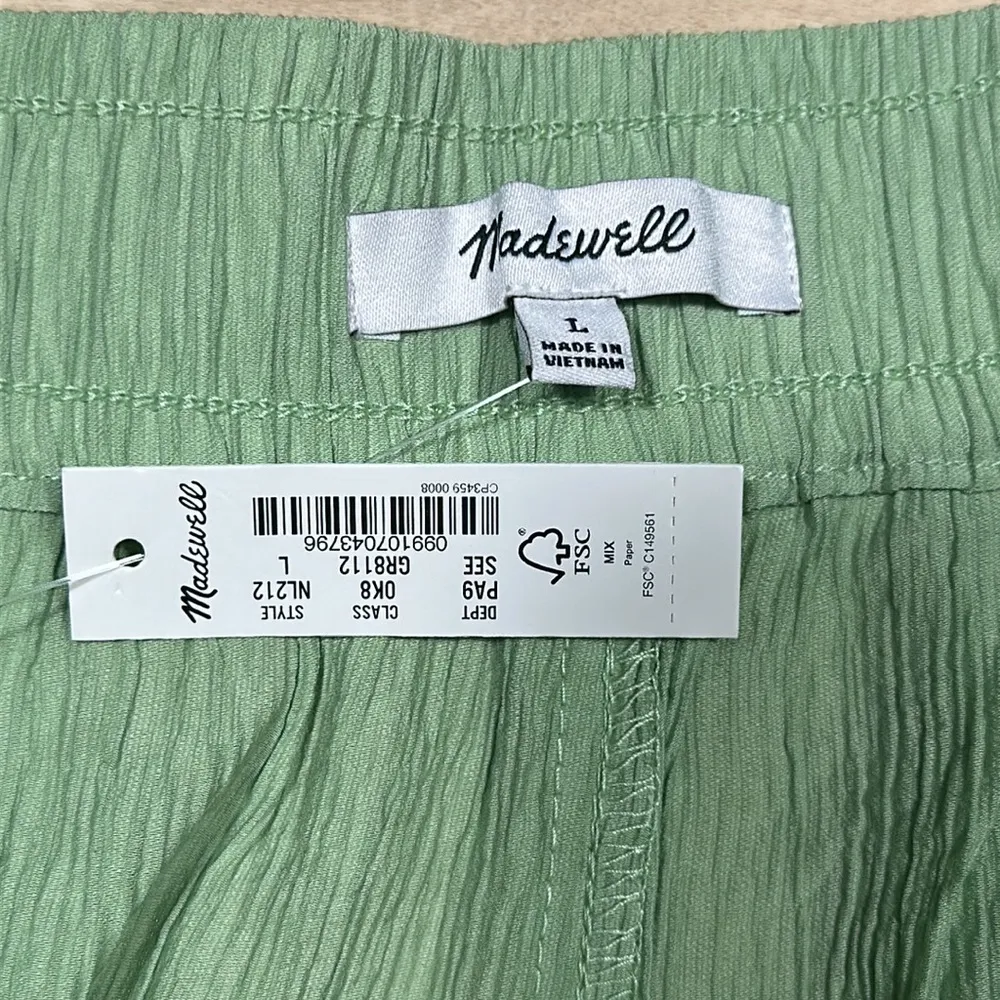 Madewell
L
MADE IN
VIETNAM
Madewell
DEPT CLASS STYLE
PA9 0K8 NL212
SEE GR8112 L
099107043796
CP3459 0008
FSC®
MIX
Paper
FSC® C149561